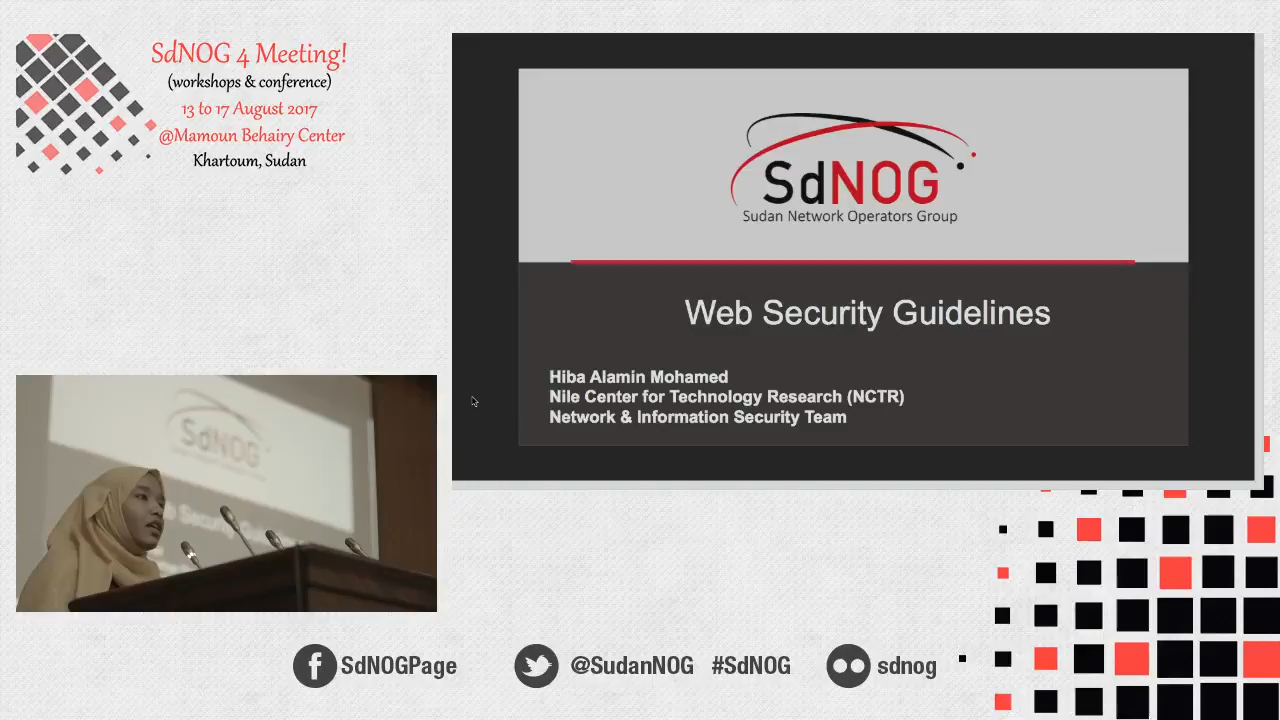 SdNOG 4 Meeting!
(workshops & conference)
13 to 17 August 2017
@Mamoun Behairy Center
Khartoum, Sudan
SdNOG
Sudan Network Operators Group
Web Security Guidelines
Hiba Alamin Mohamed
Nile Center for Technology Research (NCTR)
Network & Information Security Team
SdNOG
SdNOGPage
@SudanNOG #SdNOG
sdnog